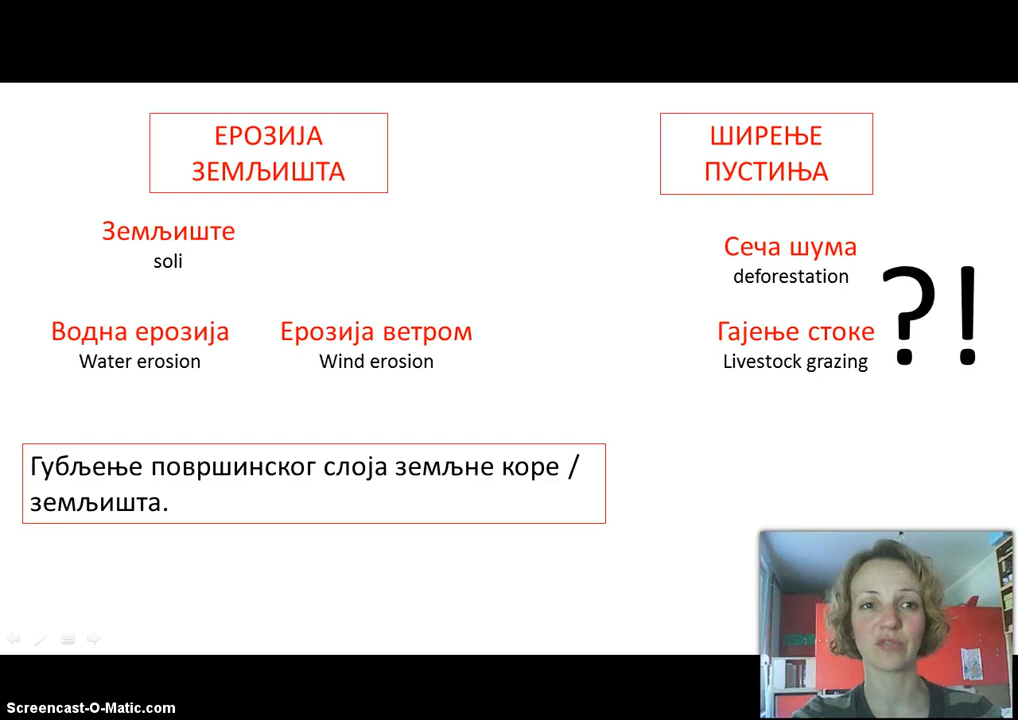 ЕРОЗИЈА
ЗЕМЉИШТА
Земљиште
soli
Водна ерозија
Water erosion
Ерозија ветром
Wind erosion
ШИРЕЊЕ
ПУСТИЊА
Сеча шума
deforestation
Гајење стоке
Livestock grazing
?!
Губљење површинског слоја земљне коре /
земљишта.
Screencast-O-Matic.com